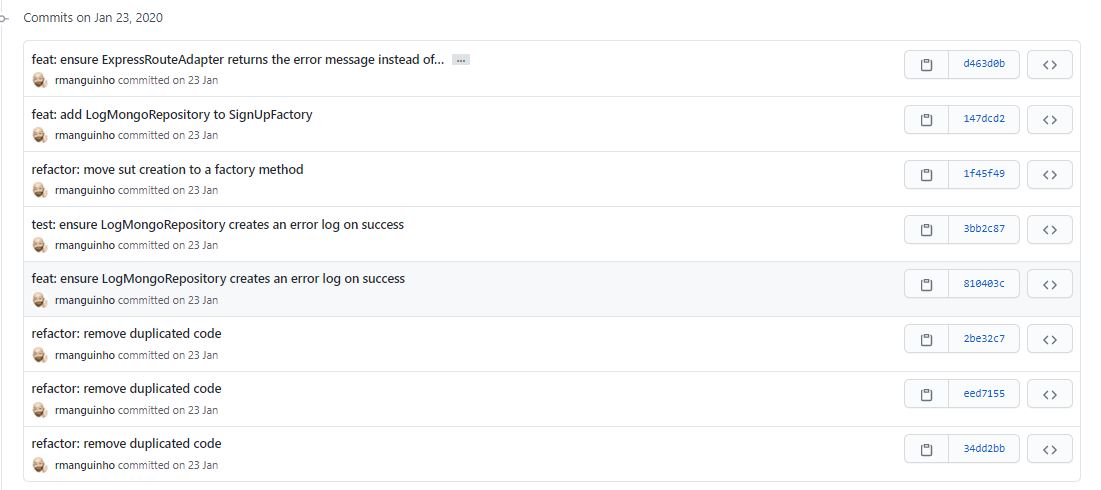 Commits on Jan 23, 2020
feat: ensure ExpressRouteAdapter returns the error message instead of... ...
rmanguinho committed on 23 Jan
d463d0b
feat: add LogMongoRepository to SignUpFactory
rmanguinho committed on 23 Jan
147dcd2
refactor: move sut creation to a factory method
rmanguinho committed on 23 Jan
1f45f49
test: ensure LogMongoRepository creates an error log on success
rmanguinho committed on 23 Jan
3bb2c87
feat: ensure LogMongoRepository creates an error log on success
rmanguinho committed on 23 Jan
810403c
refactor: remove duplicated code
rmanguinho committed on 23 Jan
2be32c7
refactor: remove duplicated code
rmanguinho committed on 23 Jan
eed7155
refactor: remove duplicated code
rmanguinho committed on 23 Jan
34dd2bb